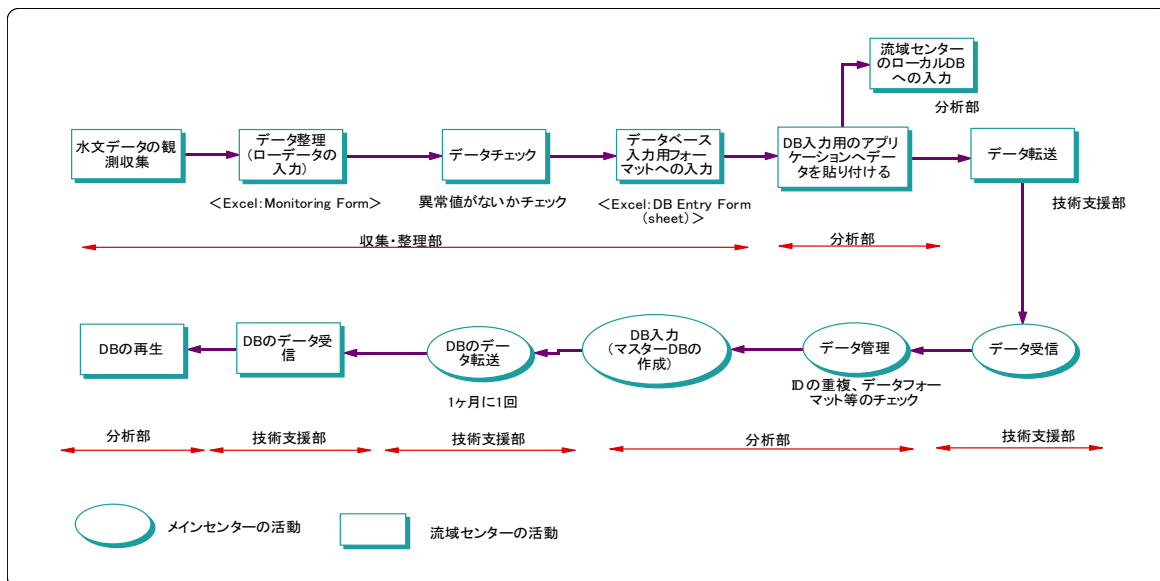 流域センター
のローカルDB
への入力
分析部
水文データの観
測収集
データ整理
(ローデータの
入力)
データチェック
データベース
入力用フォー
マットへの入力
DB入力用のアプリ
ケーションへデー
タを貼り付ける
データ転送
<Excel:Monitoring Form>
異常値がないかチェック
<Excel:DB Entry Form
(sheet)>
技術支援部
収集・整理部
分析部
DBの再生
DBのデータ受
信
DBのデー
タ転送
DB入力
(マスターDBの
作成)
データ管理
データ受信
1ヶ月に1回
IDの重複、データフォー
マット等のチェック
分析部
技術支援部
技術支援部
分析部
技術支援部
メインセンターの活動
流域センターの活動